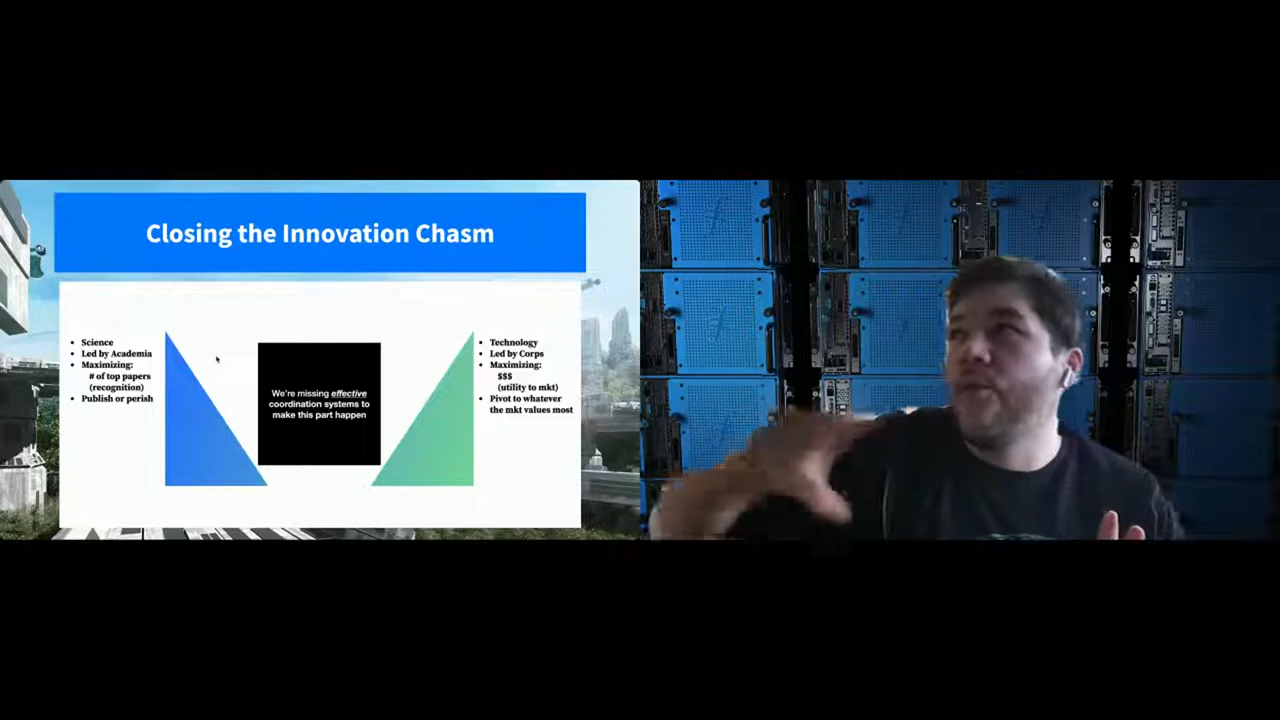 Closing the Innovation Chasm
• Science
• Led by Academia
• Maximizing:
# of top papers
(recognition)
• Publish or perish
We're missing effective
coordination systems to
make this part happen
• Technology
• Led by Corps
• Maximizing:
$$$
(utility to mkt)
• Pivot to whatever
the mkt values most